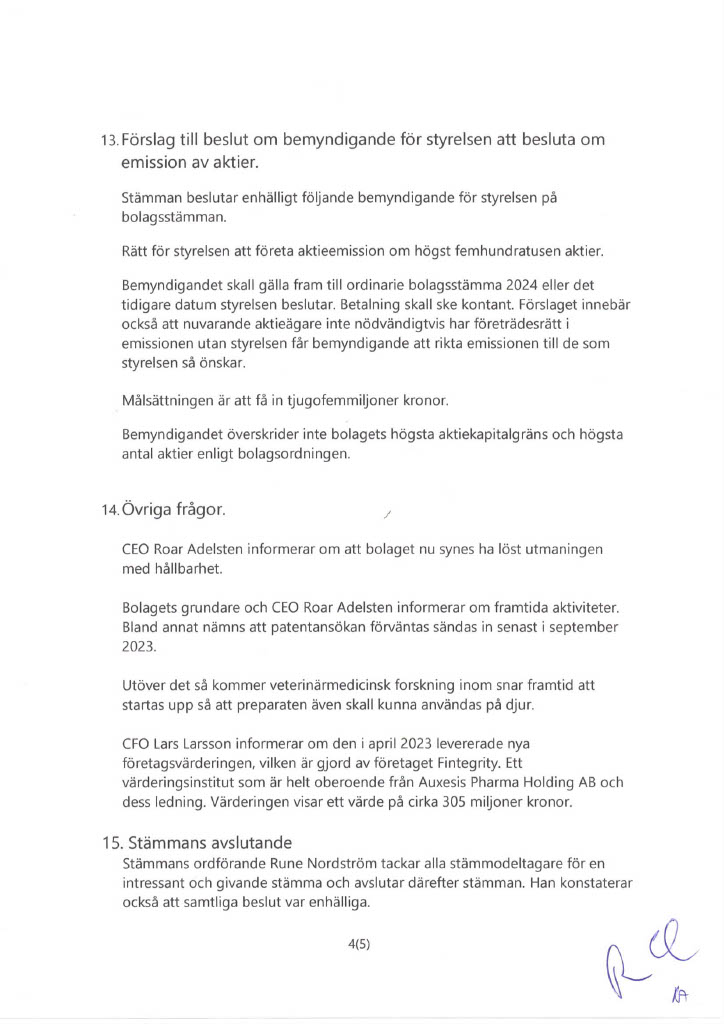 13. Förslag till beslut om bemyndigande för styrelsen att besluta om
emission av aktier.
Stämman beslutar enhälligt följande bemyndigande för styrelsen på
bolagsstämman.
Rätt för styrelsen att företa aktieemission om högst femhundratusen aktier.
Bemyndigandet skall gälla fram till ordinarie bolagsstämma 2024 eller det
tidigare datum styrelsen beslutar. Betalning skall ske kontant. Förslaget innebär
också att nuvarande aktieägare inte nödvändigtvis har företrädesrätt i
emissionen utan styrelsen får bemyndigande att rikta emissionen till de som
styrelsen så önskar.
Målsättningen är att få in tjugofemmiljoner kronor.
Bemyndigandet överskrider inte bolagets högsta aktiekapitalgräns och högsta
antal aktier enligt bolagsordningen.
14. Övriga frågor.
CEO Roar Adelsten informerar om att bolaget nu synes ha löst utmaningen
med hållbarhet.
Bolagets grundare och CEO Roar Adelsten informerar om framtida aktiviteter.
Bland annat nämns att patentansökan förväntas sändas in senast i september
2023.
Utöver det så kommer veterinärmedicinsk forskning inom snar framtid att
startas upp så att preparaten även skall kunna användas på djur.
CFO Lars Larsson informerar om den i april 2023 levererade nya
företagsvärderingen, vilken är gjord av företaget Fintegrity. Ett
värderingsinstitut som är helt oberoende från Auxesis Pharma Holding AB och
dess ledning. Värderingen visar ett värde på cirka 305 miljoner kronor.
15. Stämmans avslutande
Stämmans ordförande Rune Nordström tackar alla stämmodeltagare för en
intressant och givande stämma och avslutar därefter stämman. Han konstaterar
också att samtliga beslut var enhälliga.
4(5)